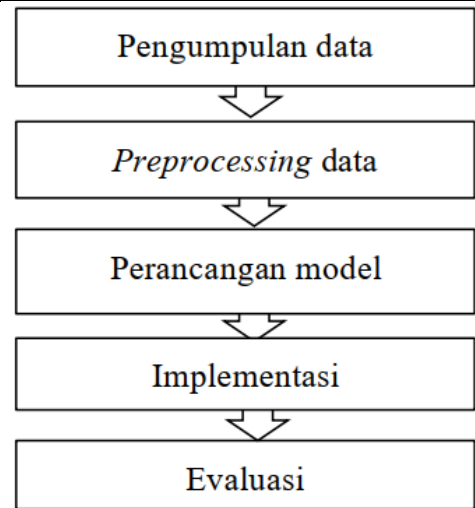 Pengumpulan data
Preprocessing data
Perancangan model
Implementasi
Evaluasi